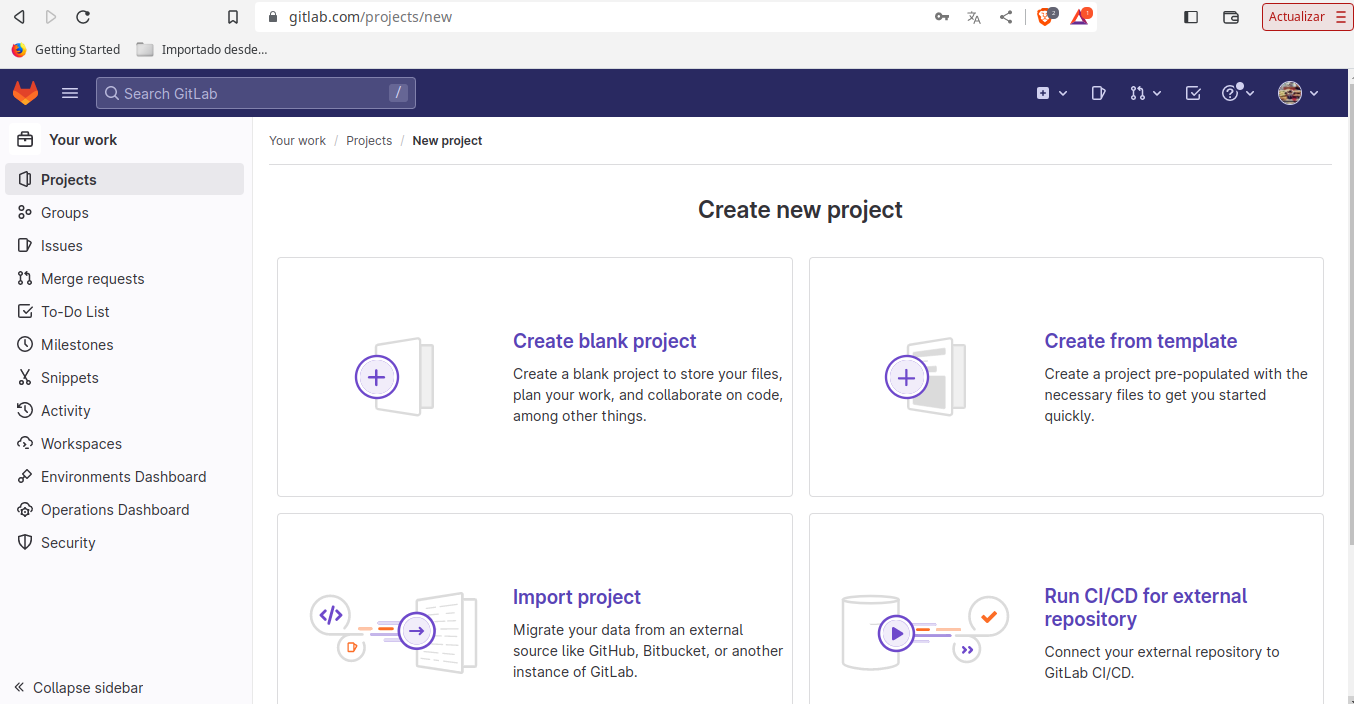 gitlab.com/projects/new
2
1
Actualizar
Getting Started
Importado desde...
Search GitLab
/
Your work
Projects
Groups
Issues
Merge requests
To-Do List
Milestones
Snippets
Activity
Workspaces
Environments Dashboard
Operations Dashboard
Security
Collapse sidebar
Your work / Projects / New project
Create new project
Create blank project
Create a blank project to store your files,
plan your work, and collaborate on code,
among other things.
Create from template
Create a project pre-populated with the
necessary files to get you started
quickly.
Import project
Migrate your data from an external
source like GitHub, Bitbucket, or another
instance of GitLab.
Run CI/CD for external
repository
Connect your external repository to
GitLab CI/CD.